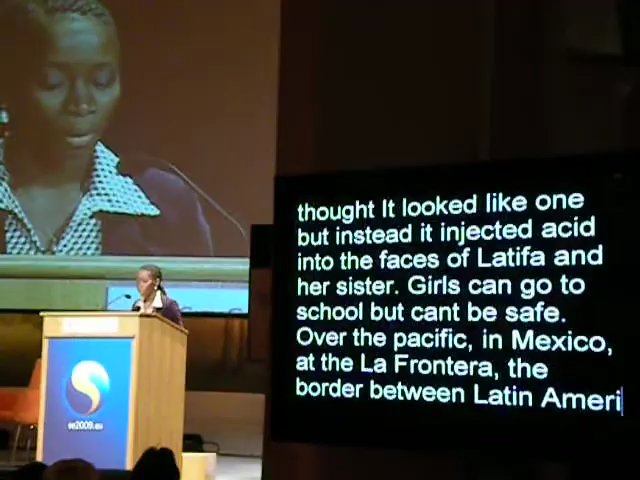 thought It looked like one
but instead it injected acid
into the faces of Latifa and
her sister. Girls can go to
school but cant be safe.
Over the pacific, in Mexico,
at the La Frontera, the
border between Latin Ameri
se2009.eu